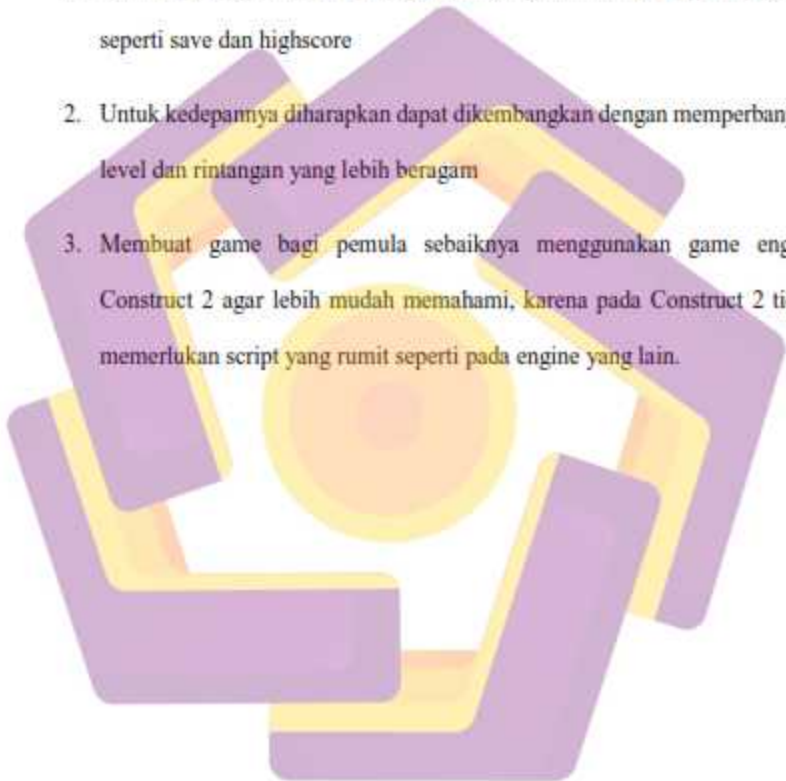 seperti save dan highscore
2. Untuk kedepannya diharapkan dapat dikembangkan dengan memperban
level dan rintangan yang lebih beragam
3. Membuat game bagi pemula sebaiknya menggunakan game eng
Construct 2 agar lebih mudah memahami, karena pada Construct 2 ti
memerlukan script yang rumit seperti pada engine yang lain.